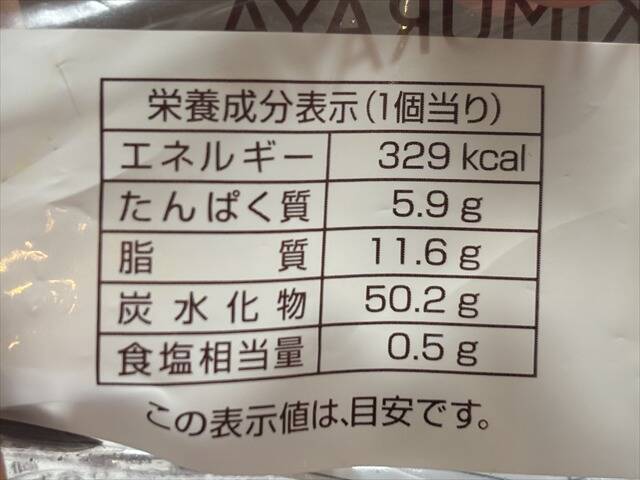 KIMURAYA
栄養成分表示(1個当り)
エネルギー 329 kcal
たんぱく質 5.9 g
脂質 11.6 g
炭水化物 50.2 g
食塩相当量 0.5 g
この表示値は、目安です。